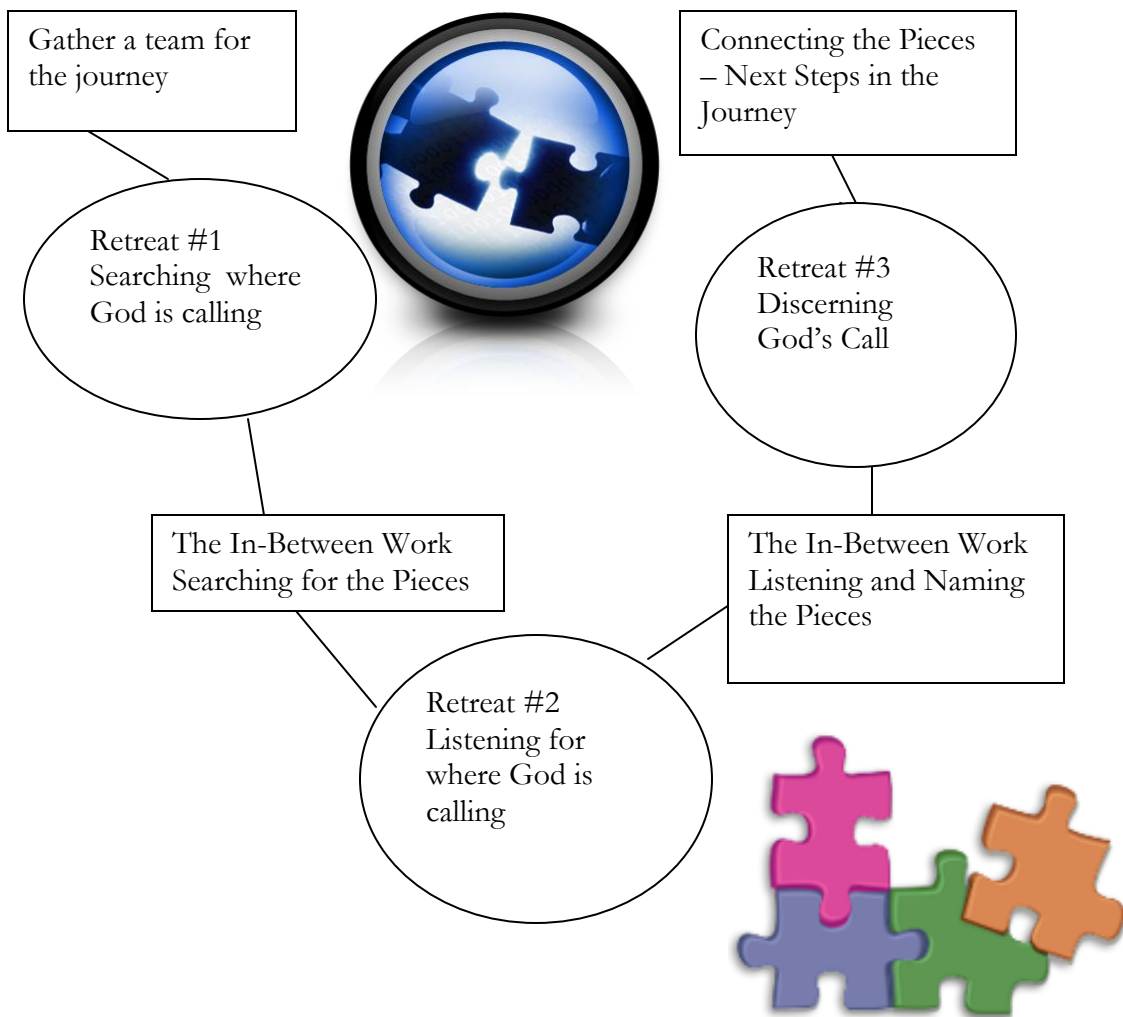 Gather a team for
the journey
Retreat #1
Searching  where
God is calling
The In-Between Work
Searching for the Pieces
Retreat #2
Listening for
where God is
calling
The In-Between Work
Listening and Naming
the Pieces
Retreat #3
Discerning
God's Call
Connecting the Pieces
– Next Steps in the
Journey